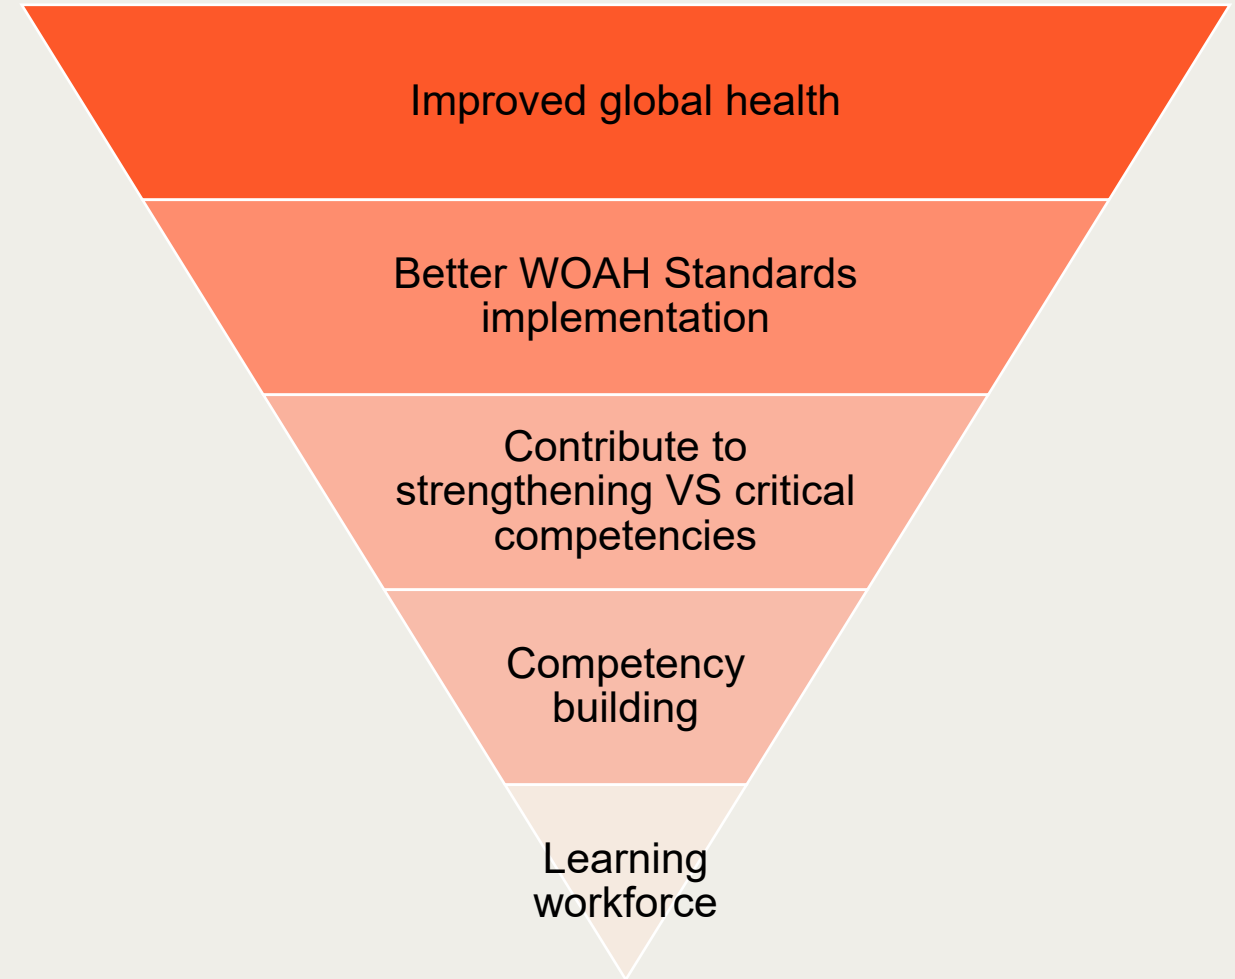 Improved global health
Better WOAH Standards
implementation
Contribute to
strengthening VS critical
competencies
Competency
building
Learning
workforce